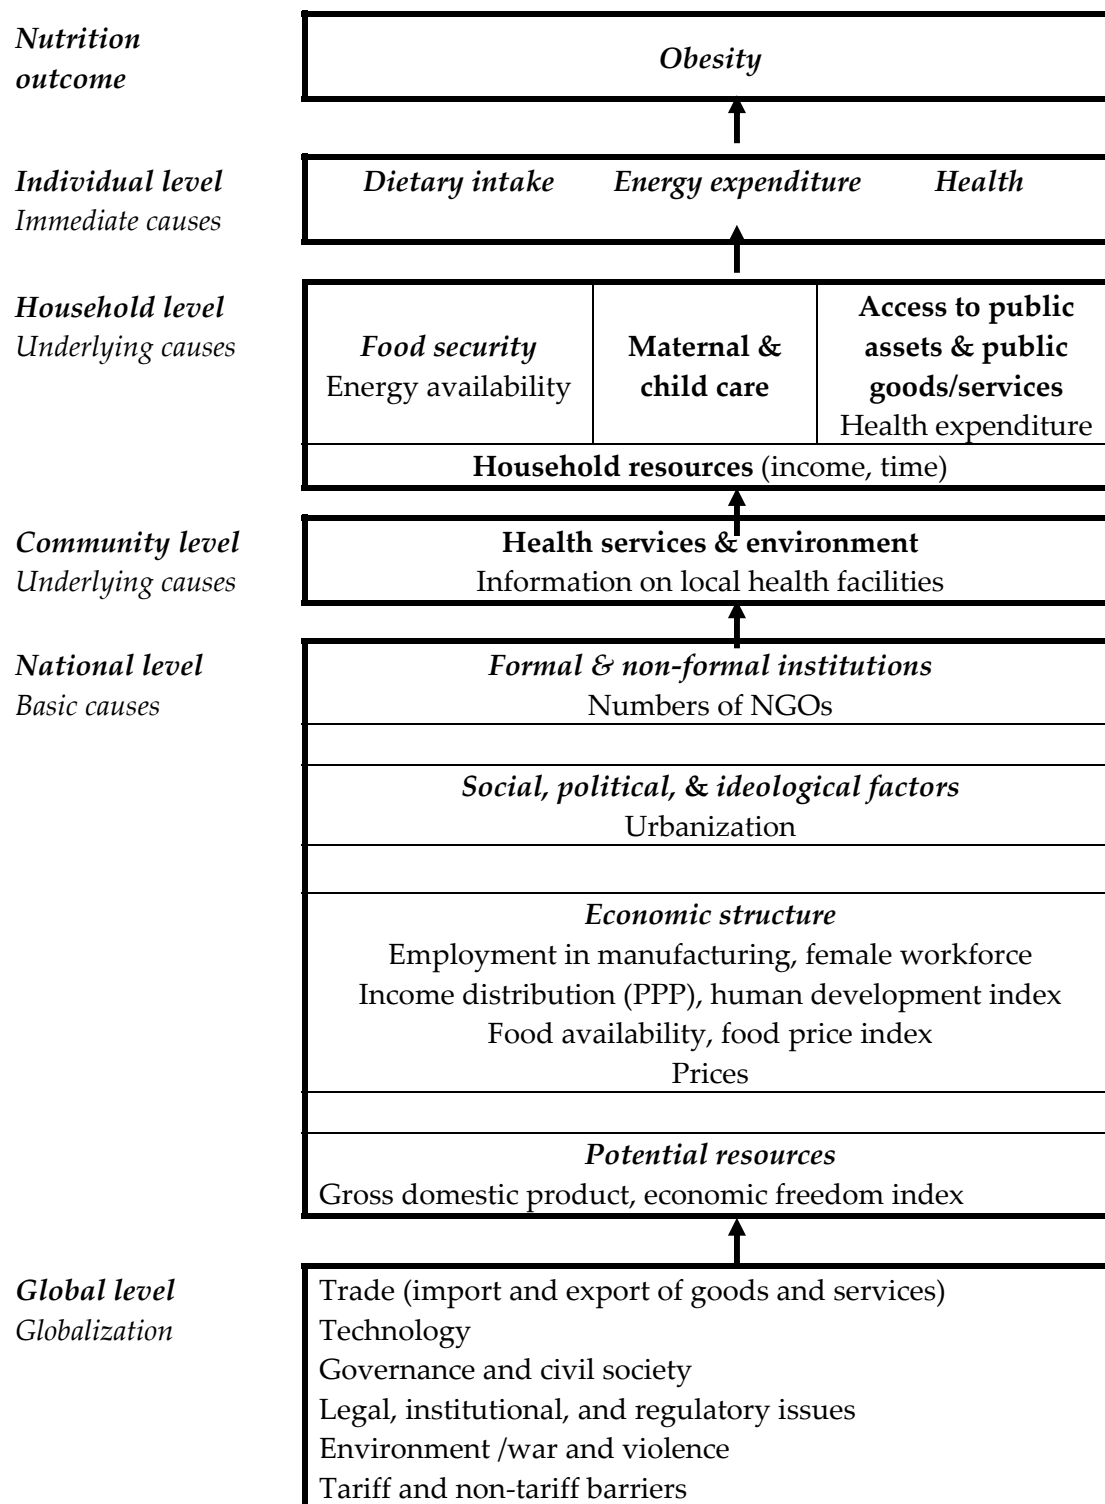 Nutrition
outcome
Obesity
Individual level
Immediate causes
Dietary intake Energy expenditure Health
Household level
Underlying causes
Food security
Energy availability
Maternal &
child care
Access to public
assets & public
goods/services
Health expenditure
Household resources (income, time)
Community level
Underlying causes
Health services & environment
Information on local health facilities
National level
Basic causes
Formal & non-formal institutions
Numbers of NGOs
Social, political, & ideological factors
Urbanization
Economic structure
Employment in manufacturing, female workforce
Income distribution (PPP), human development index
Food availability, food price index
Prices
Potential resources
Gross domestic product, economic freedom index
Global level
Globalization
Trade (import and export of goods and services)
Technology
Governance and civil society
Legal, institutional, and regulatory issues
Environment /war and violence
Tariff and non-tariff barriers